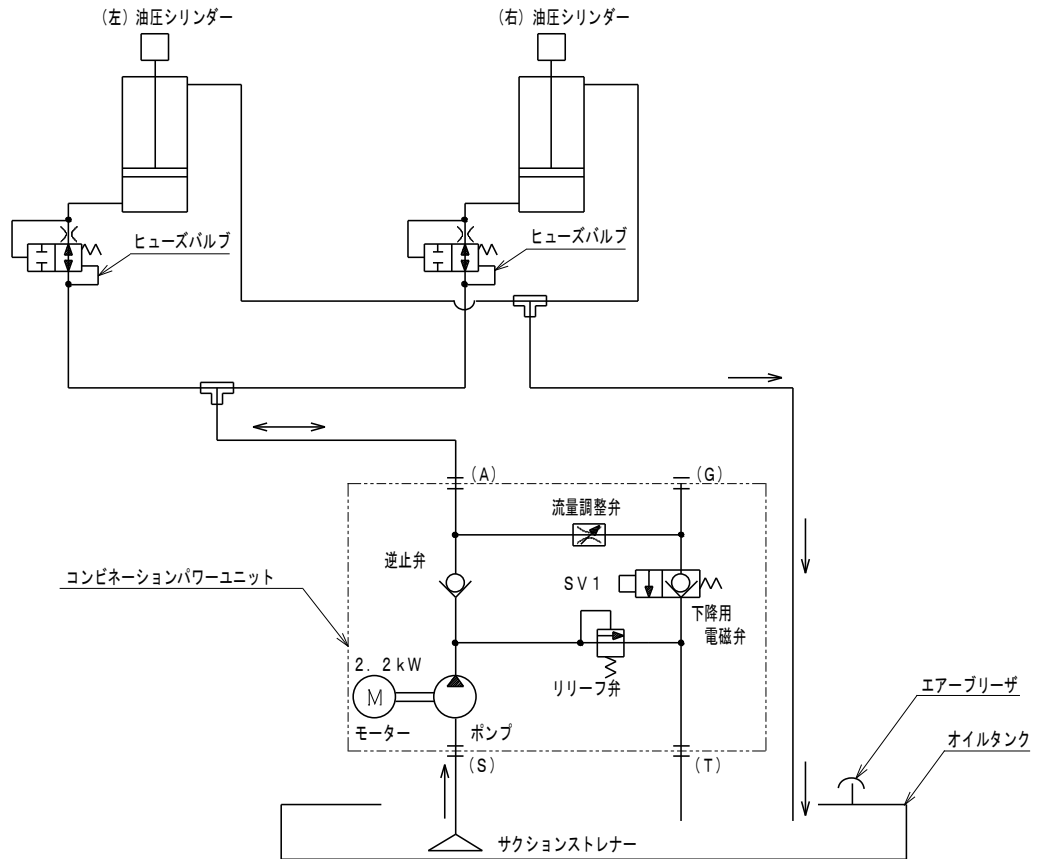 （左）油圧シリンダー
（右）油圧シリンダー
ヒューズバルブ
ヒューズバルブ
（A）
（G）
流量調整弁
逆止弁
コンビネーションパワーユニット
SV1
下降用
電磁弁
2.2kW
リリーフ弁
M
モーター
ポンプ
エアーブリーザ
オイルタンク
（S）
（T）
サクションストレナー